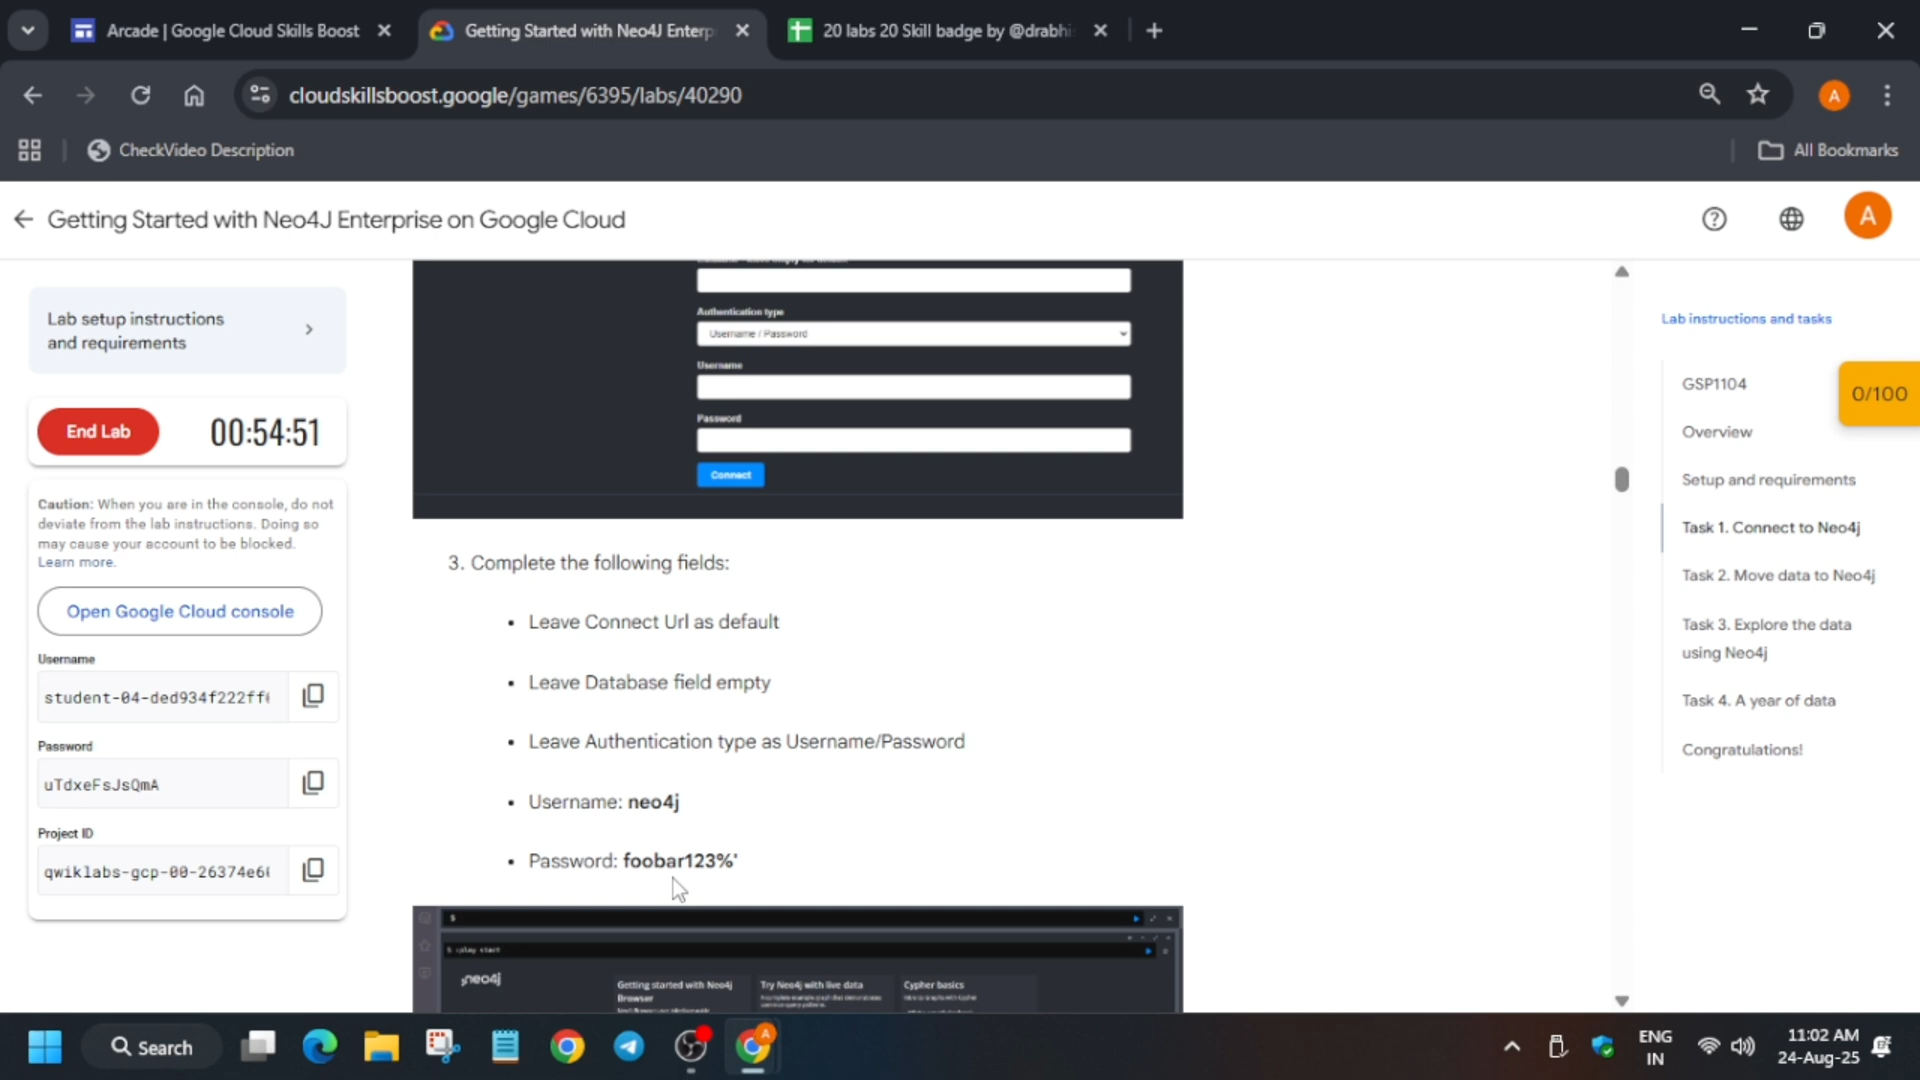 Arcade | Google Cloud Skills Boost
Getting Started with Neo4J Enterp
20 labs 20 Skill badge by @drabhi
cloudskillsboost.google/games/6395/labs/40290
A
CheckVideo Description
All Bookmarks
Getting Started with Neo4J Enterprise on Google Cloud
A
Lab setup instructions
and requirements
End Lab
00:54:51
Caution: When you are in the console, do not
deviate from the lab instructions. Doing so
may cause your account to be blocked.
Learn more.
Open Google Cloud console
Username
student-04-ded934f222ff
Password
uTdxeFsJsQmA
Project ID
qwiklabs-gcp-00-26374e6
Authentication type
Username / Password
Username
Password
Connect
3. Complete the following fields:
• Leave Connect Url as default
• Leave Database field empty
• Leave Authentication type as Username/Password
• Username: neo4j
• Password: foobar123%'
$
$ :play start
neo4j
Getting started with Neo4j
Browser
Try Neo4j with live data
Cypher basics
Lab instructions and tasks
GSP1104
Overview
Setup and requirements
Task 1. Connect to Neo4j
Task 2. Move data to Neo4j
Task 3. Explore the data
using Neo4j
Task 4. A year of data
Congratulations!
0/100
Search
A
ENG
IN
11:02 AM
24-Aug-25